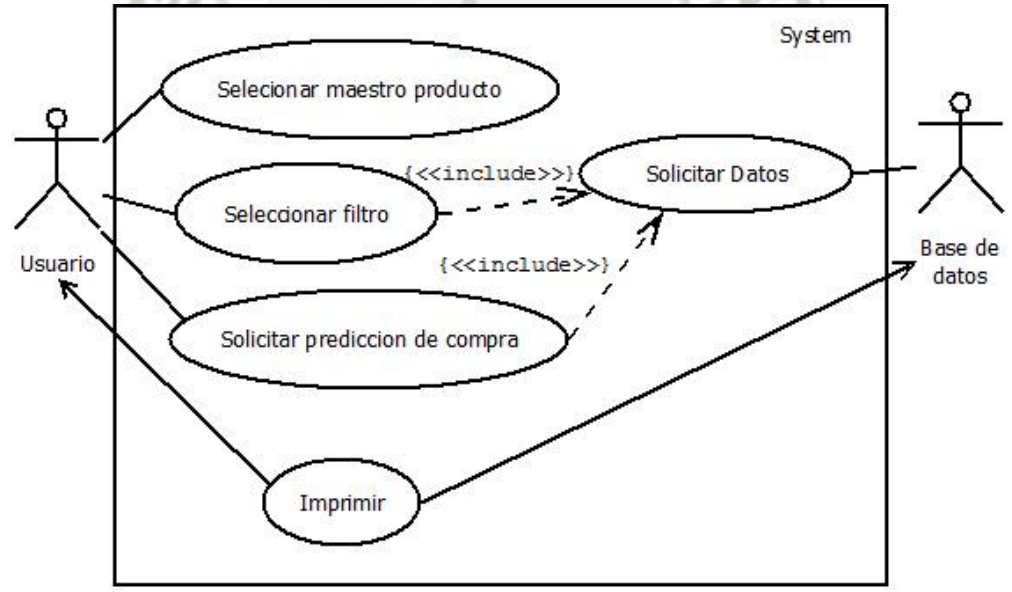 System
Selecionar maestro producto
{<<include>>}
Solicitar Datos
Seleccionar filtro
Usuario
{<<include>>}
Base de
datos
Solicitar prediccion de compra
Imprimir